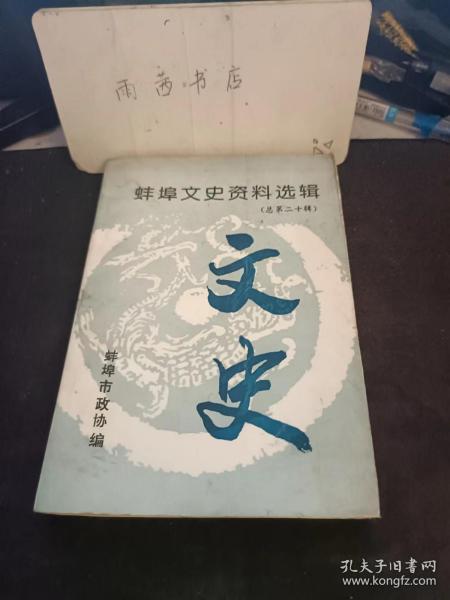 雨茜书店
蚌埠文史资料选辑
(总第二十辑)
文史
蚌埠市政协编
孔夫子旧书网
www.kongfz.com